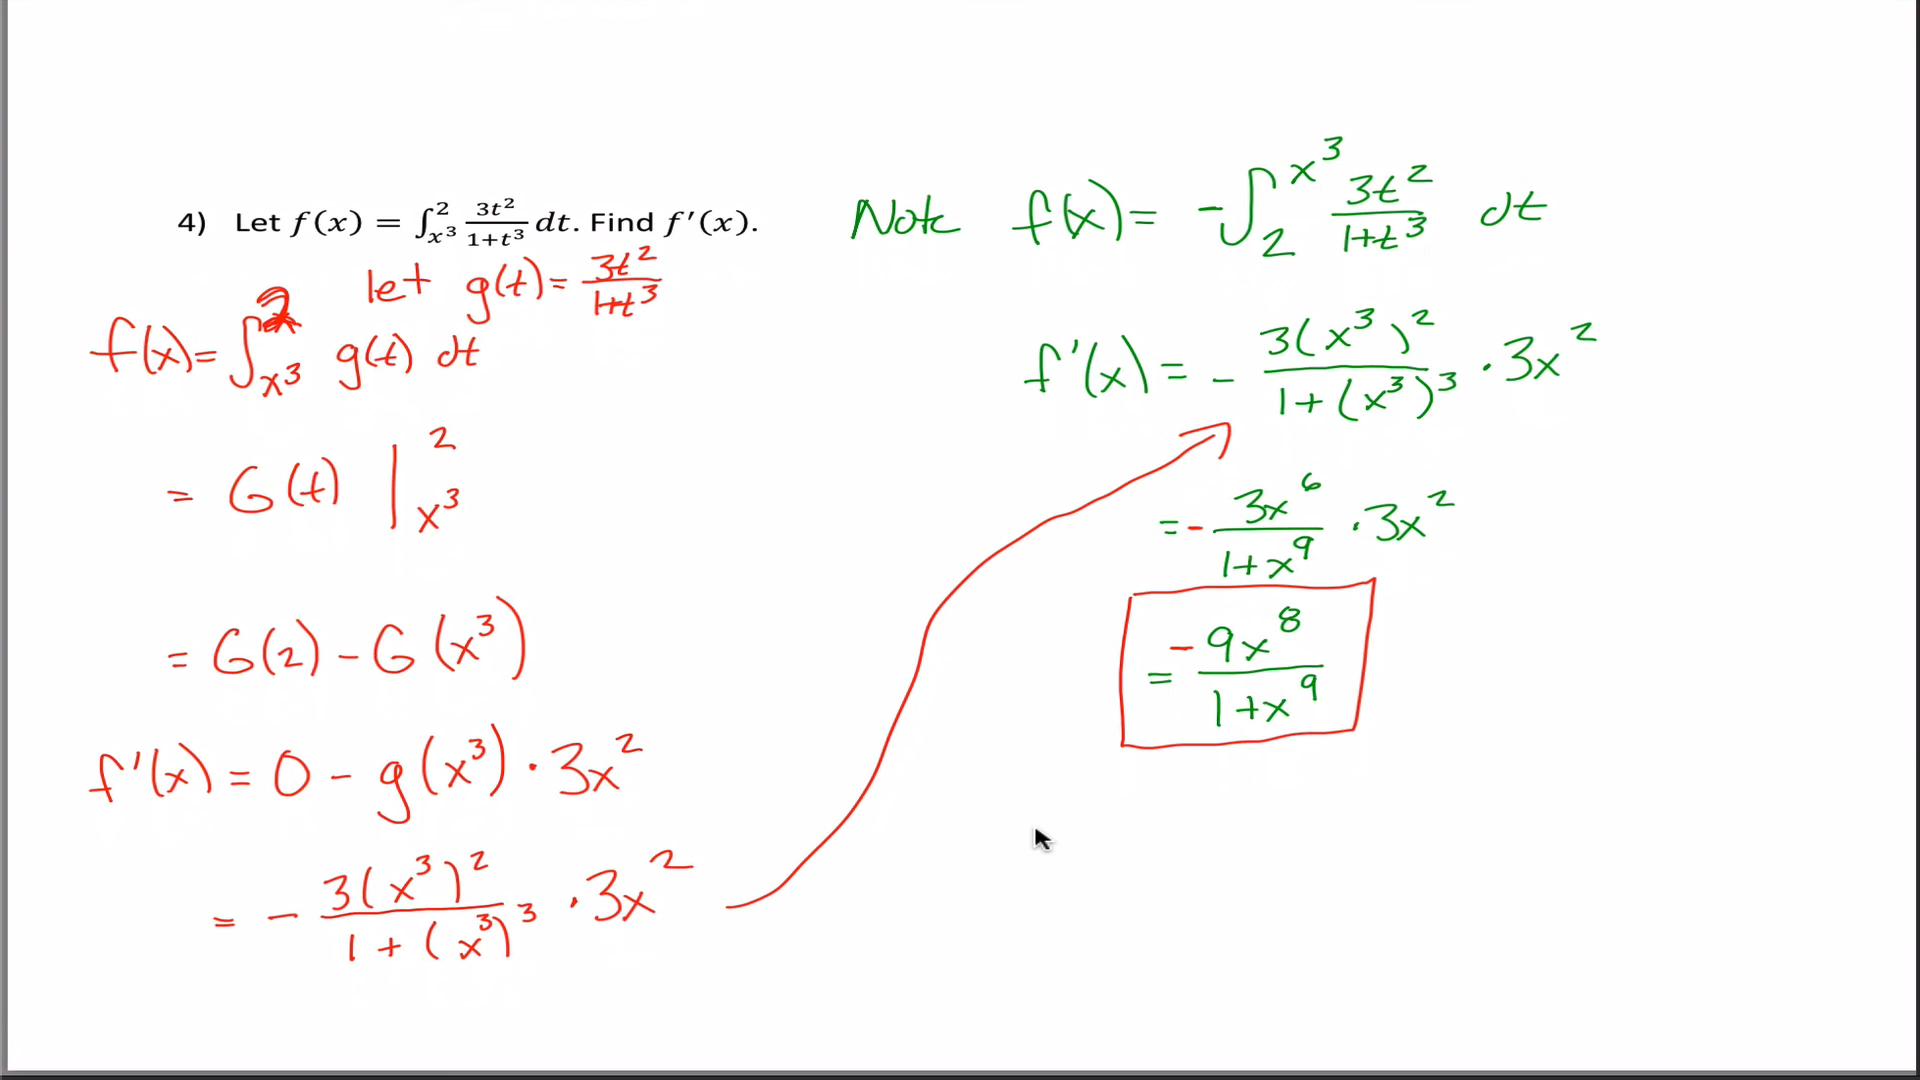 4) Let f(x) = ∫_{x³}^{2} 3t²/(1+t³) dt. Find f′(x).
let g(t) = 3t²/(1+t³)
f(x) = ∫_{x³}^{2} g(t) dt
= G(t) |_{x³}^{2}
= G(2) − G(x³)
f′(x) = 0 − g(x³) · 3x²
= − 3(x³)²/(1 + (x³)³) · 3x²
Note f(x) = −∫_{2}^{x³} 3t²/(1+t³) dt
f′(x) = − 3(x³)²/(1+(x³)³) · 3x²
= − 3x⁶/(1+x⁹) · 3x²
= −9x⁸/(1+x⁹)